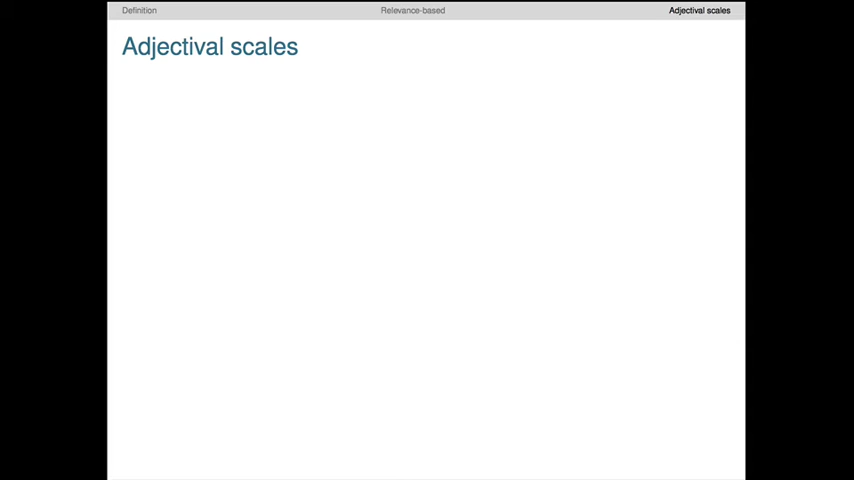 Definition
Relevance-based
Adjectival scales
Adjectival scales